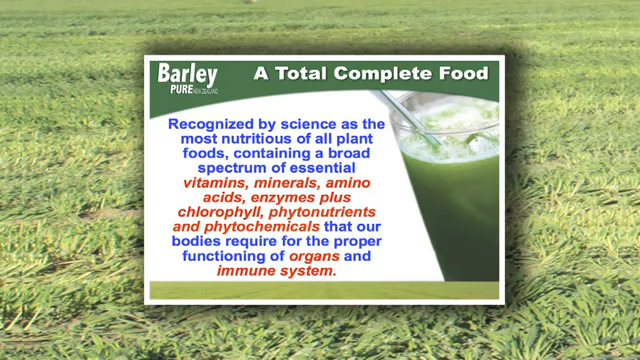 Barley
PURE NEW ZEALAND
A Total Complete Food
Recognized by science as the
most nutritious of all plant
foods, containing a broad
spectrum of essential
vitamins, minerals, amino
acids, enzymes plus
chlorophyll, phytonutrients
and phytochemicals that our
bodies require for the proper
functioning of organs and
immune system.